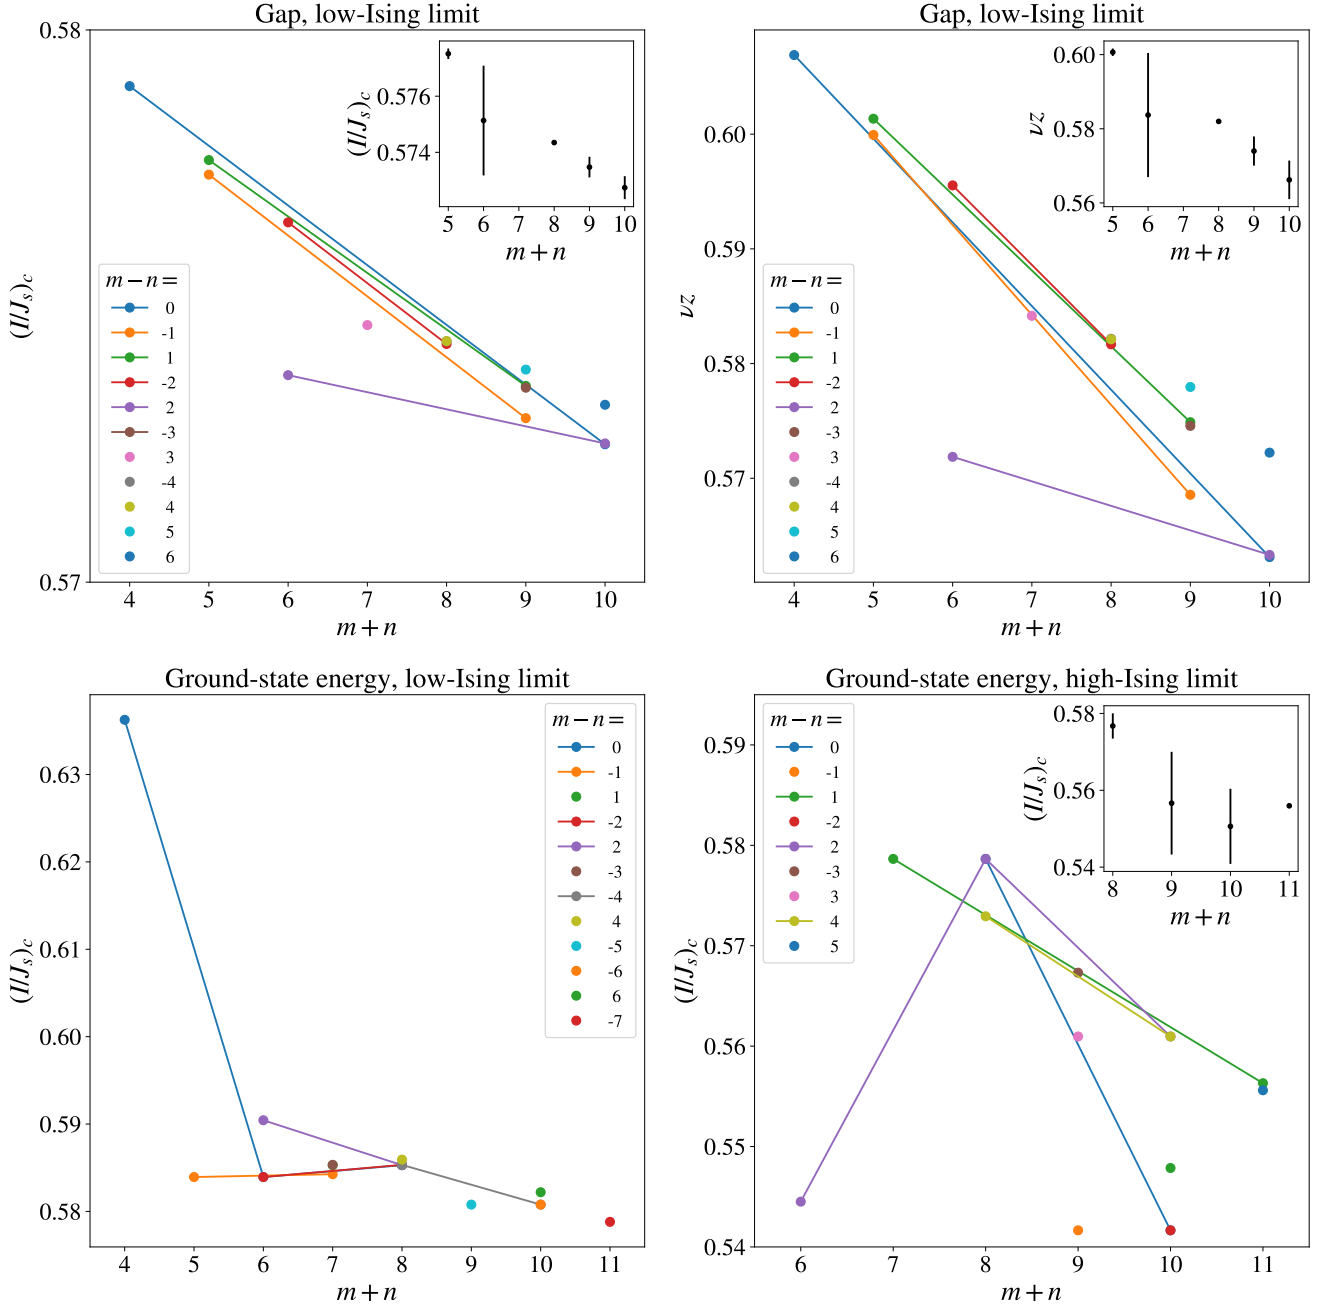 Gap, low-Ising limit
0.58
0.57
(I/J_s)_c
4 5 6 7 8 9 10
m + n
m − n =
0
-1
1
-2
2
-3
3
-4
4
5
6
0.576
0.574
(I/J_s)_c
5 6 7 8 9 10
m + n
Gap, low-Ising limit
0.60
0.59
0.58
0.57
νz
4 5 6 7 8 9 10
m + n
m − n =
0
-1
1
-2
2
-3
3
-4
4
5
6
0.60
0.58
0.56
νz
5 6 7 8 9 10
m + n
Ground-state energy, low-Ising limit
0.63
0.62
0.61
0.60
0.59
0.58
(I/J_s)_c
4 5 6 7 8 9 10 11
m + n
m − n =
0
-1
1
-2
2
-3
-4
4
-5
-6
6
-7
Ground-state energy, high-Ising limit
0.59
0.58
0.57
0.56
0.55
0.54
(I/J_s)_c
6 7 8 9 10 11
m + n
m − n =
0
-1
1
-2
2
-3
3
4
5
0.58
0.56
0.54
(I/J_s)_c
8 9 10 11
m + n